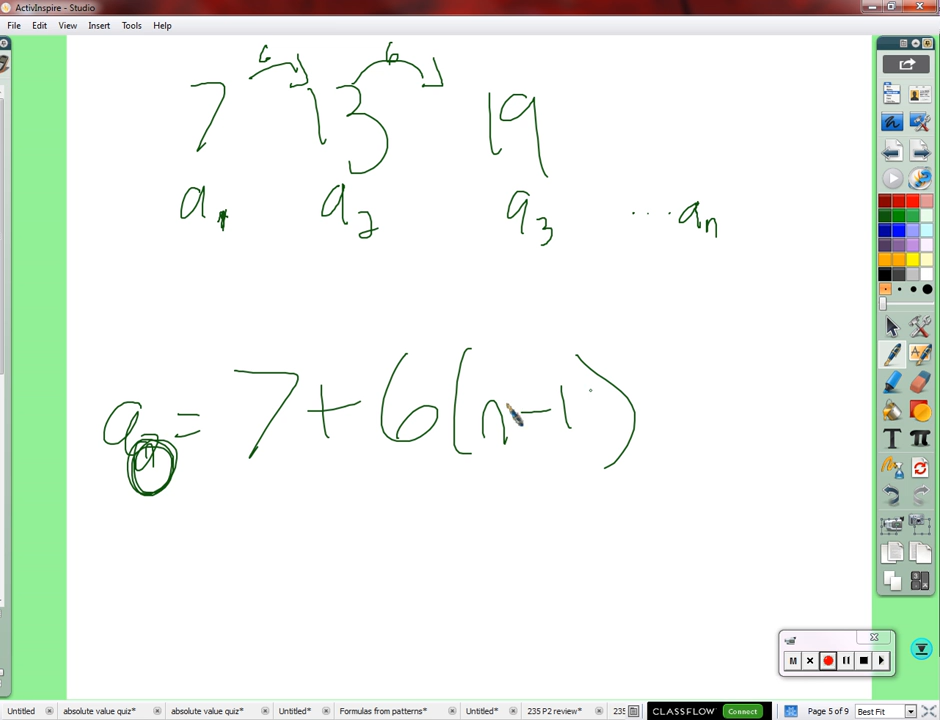 ActivInspire - Studio
File Edit View Insert Tools Help
6 6
7 13 19
a₁ a₂ a₃ ... aₙ
aₙ = 7 + 6(n - 1)
M
Untitled absolute value quiz* absolute value quiz* Untitled* Formulas from patterns* Untitled* 235 P2 review* 235 CLASSFLOW Connect Page 5 of 9 Best Fit